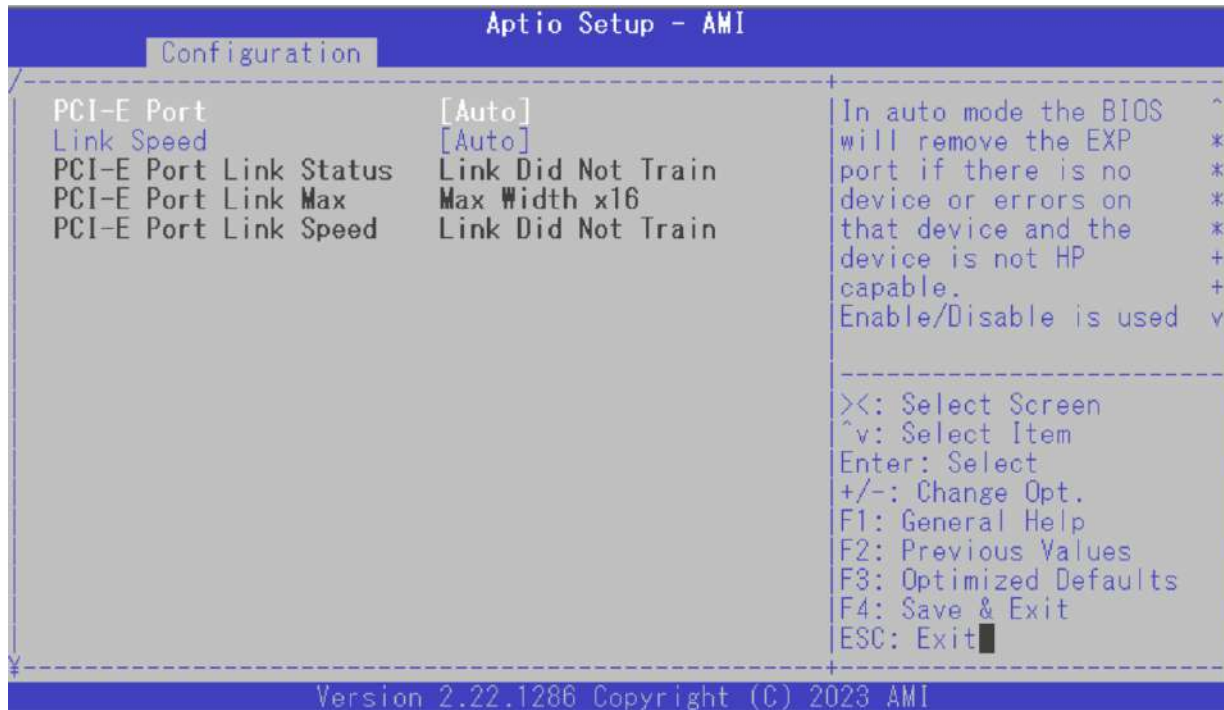 Aptio Setup - AMI
Configuration
PCI-E Port [Auto]
Link Speed [Auto]
PCI-E Port Link Status Link Did Not Train
PCI-E Port Link Max Max Width x16
PCI-E Port Link Speed Link Did Not Train
In auto mode the BIOS ^
will remove the EXP *
port if there is no *
device or errors on *
that device and the *
device is not HP +
capable. +
Enable/Disable is used v
><: Select Screen
^v: Select Item
Enter: Select
+/-: Change Opt.
F1: General Help
F2: Previous Values
F3: Optimized Defaults
F4: Save & Exit
ESC: Exit
Version 2.22.1286 Copyright (C) 2023 AMI